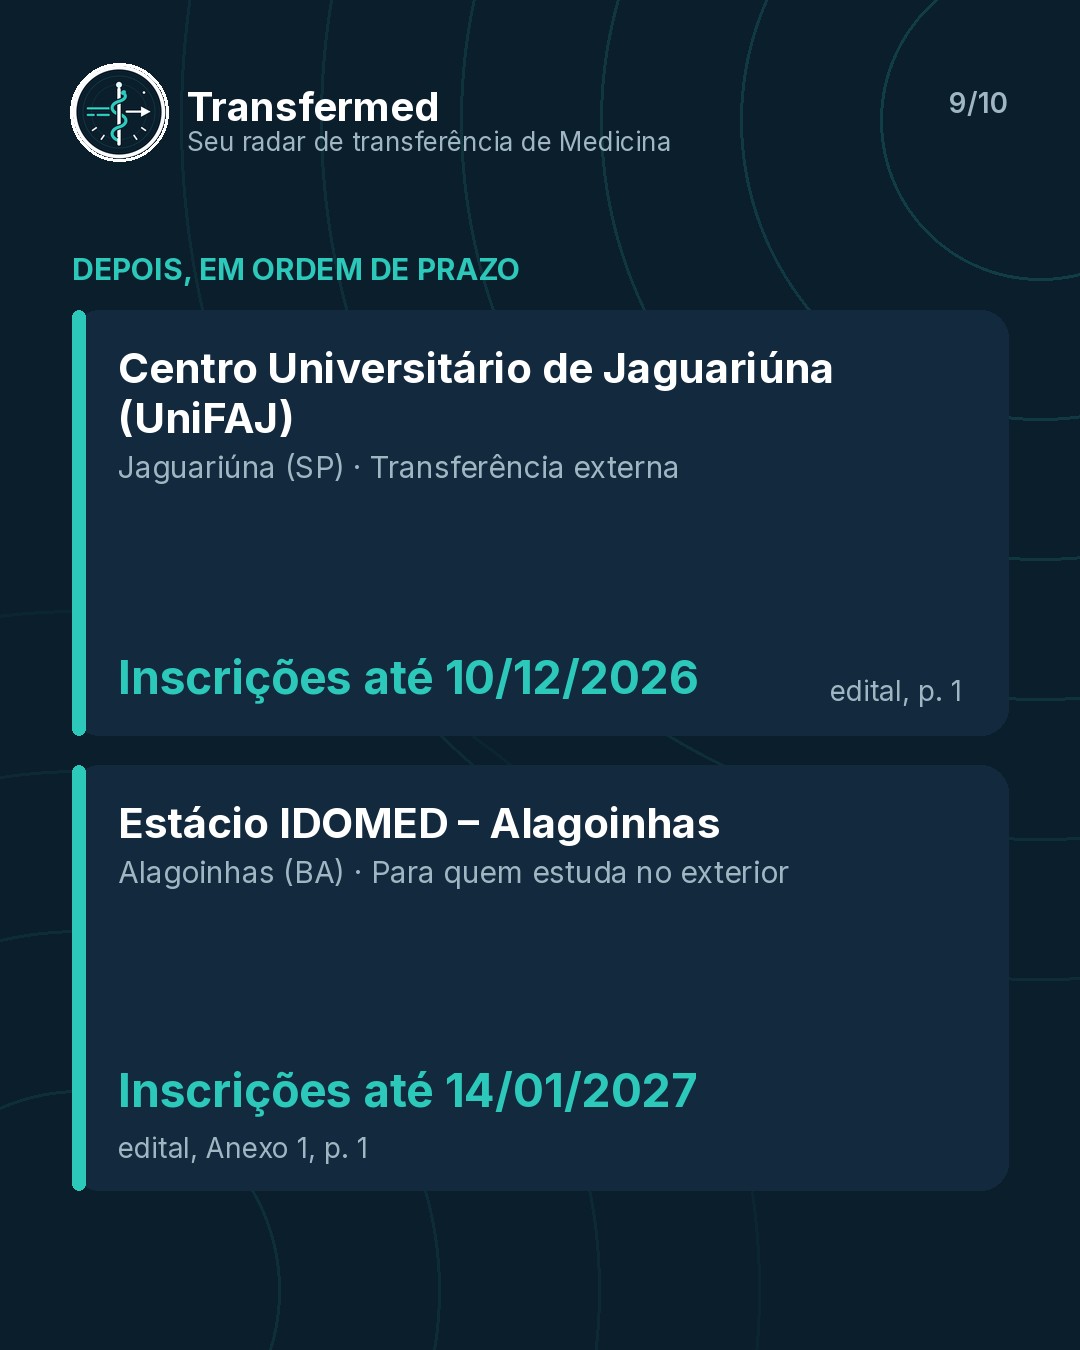 Transfermed
Seu radar de transferência de Medicina
9/10
DEPOIS, EM ORDEM DE PRAZO
Centro Universitário de Jaguariúna
(UniFAJ)
Jaguariúna (SP) · Transferência externa
Inscrições até 10/12/2026
edital, p. 1
Estácio IDOMED – Alagoinhas
Alagoinhas (BA) · Para quem estuda no exterior
Inscrições até 14/01/2027
edital, Anexo 1, p. 1